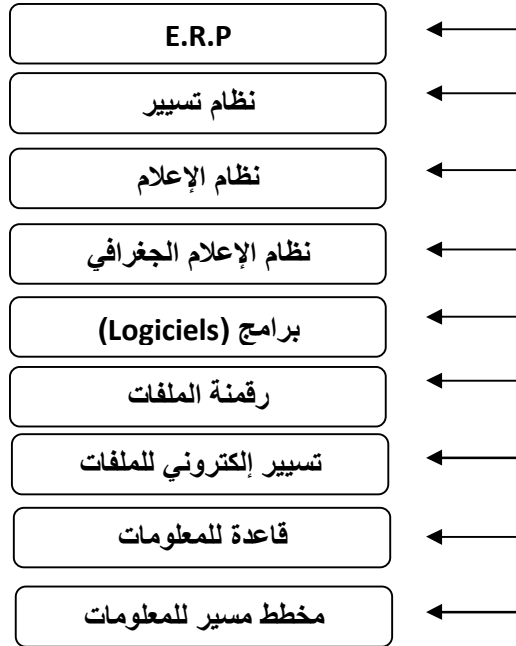 E.R.P
نظام تسيير
نظام الإعلام
نظام الإعلام الجغرافي
برامج (Logiciels)
رقمنة الملفات
تسيير إلكتروني للملفات
قاعدة للمعلومات
مخطط مسير للمعلومات